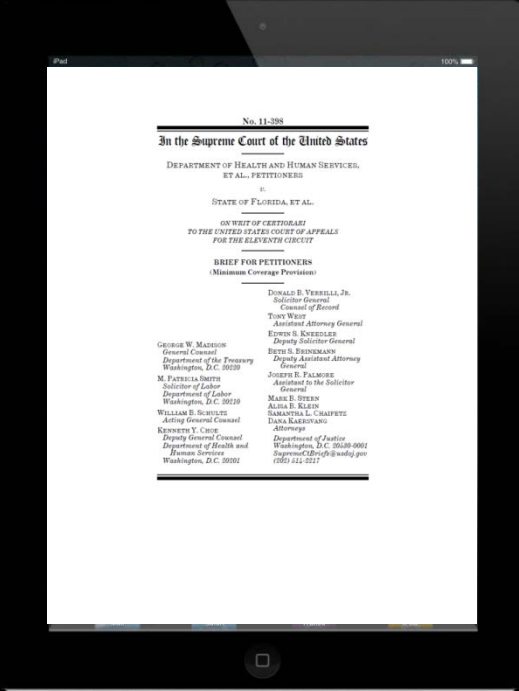 iPad
100%
No. 11-398
In the Supreme Court of the United States
DEPARTMENT OF HEALTH AND HUMAN SERVICES,
ET AL., PETITIONERS
v.
STATE OF FLORIDA, ET AL.
ON WRIT OF CERTIORARI
TO THE UNITED STATES COURT OF APPEALS
FOR THE ELEVENTH CIRCUIT
BRIEF FOR PETITIONERS
(Minimum Coverage Provision)
GEORGE W. MADISON
General Counsel
Department of the Treasury
Washington, D.C. 20220
M. PATRICIA SMITH
Solicitor of Labor
Department of Labor
Washington, D.C. 20210
WILLIAM B. SCHULTZ
Acting General Counsel
KENNETH Y. CHOE
Deputy General Counsel
Department of Health and
Human Services
Washington, D.C. 20201
DONALD B. VERRILLI, JR.
Solicitor General
Counsel of Record
TONY WEST
Assistant Attorney General
EDWIN S. KNEEDLER
Deputy Solicitor General
BETH S. BRINKMANN
Deputy Assistant Attorney
General
JOSEPH R. PALMORE
Assistant to the Solicitor
General
MARK B. STERN
ALISA B. KLEIN
SAMANTHA L. CHAIFETZ
DANA KAERSVANG
Attorneys
Department of Justice
Washington, D.C. 20530-0001
SupremeCtBriefs@usdoj.gov
(202) 514-2217